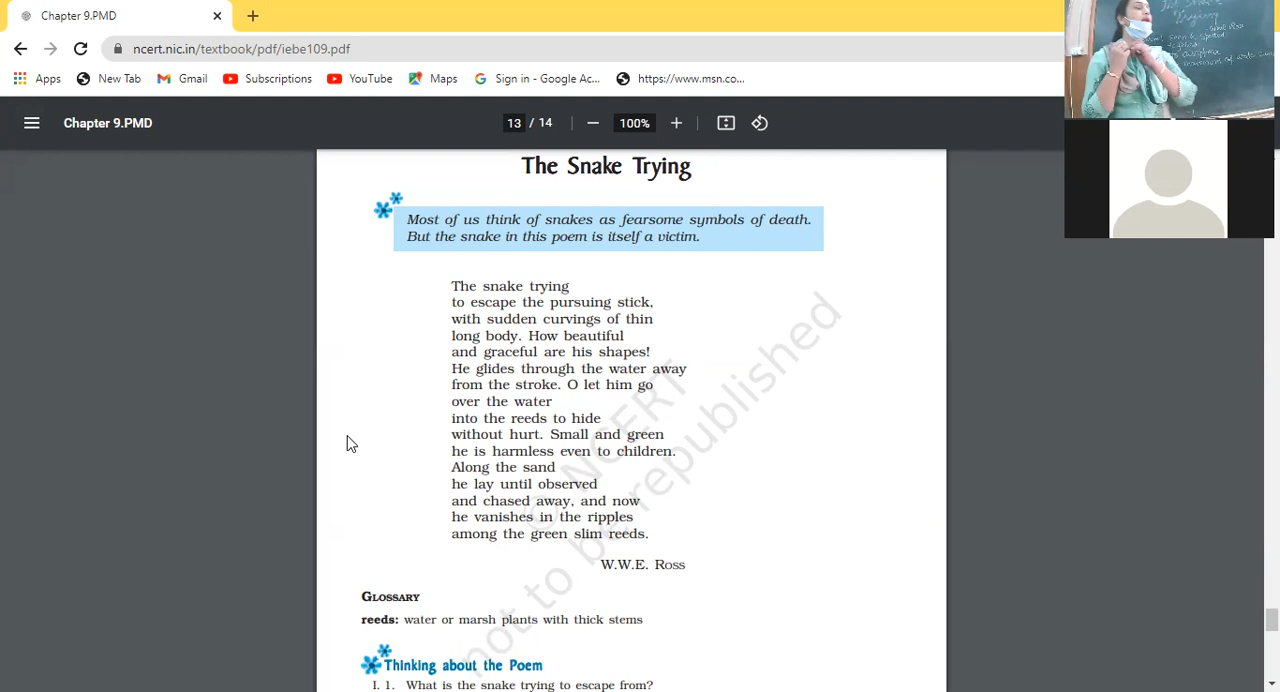 Chapter 9.PMD
ncert.nic.in/textbook/pdf/iebe109.pdf
Apps New Tab Gmail Subscriptions YouTube Maps Sign in - Google Ac... https://www.msn.co...
Chapter 9.PMD 13 / 14 100%
The Snake Trying
Most of us think of snakes as fearsome symbols of death.
But the snake in this poem is itself a victim.
The snake trying
to escape the pursuing stick,
with sudden curvings of thin
long body. How beautiful
and graceful are his shapes!
He glides through the water away
from the stroke. O let him go
over the water
into the reeds to hide
without hurt. Small and green
he is harmless even to children.
Along the sand
he lay until observed
and chased away, and now
he vanishes in the ripples
among the green slim reeds.
W.W.E. Ross
© NCERT
not to be republished
GLOSSARY
reeds: water or marsh plants with thick stems
Thinking about the Poem
I. 1. What is the snake trying to escape from?